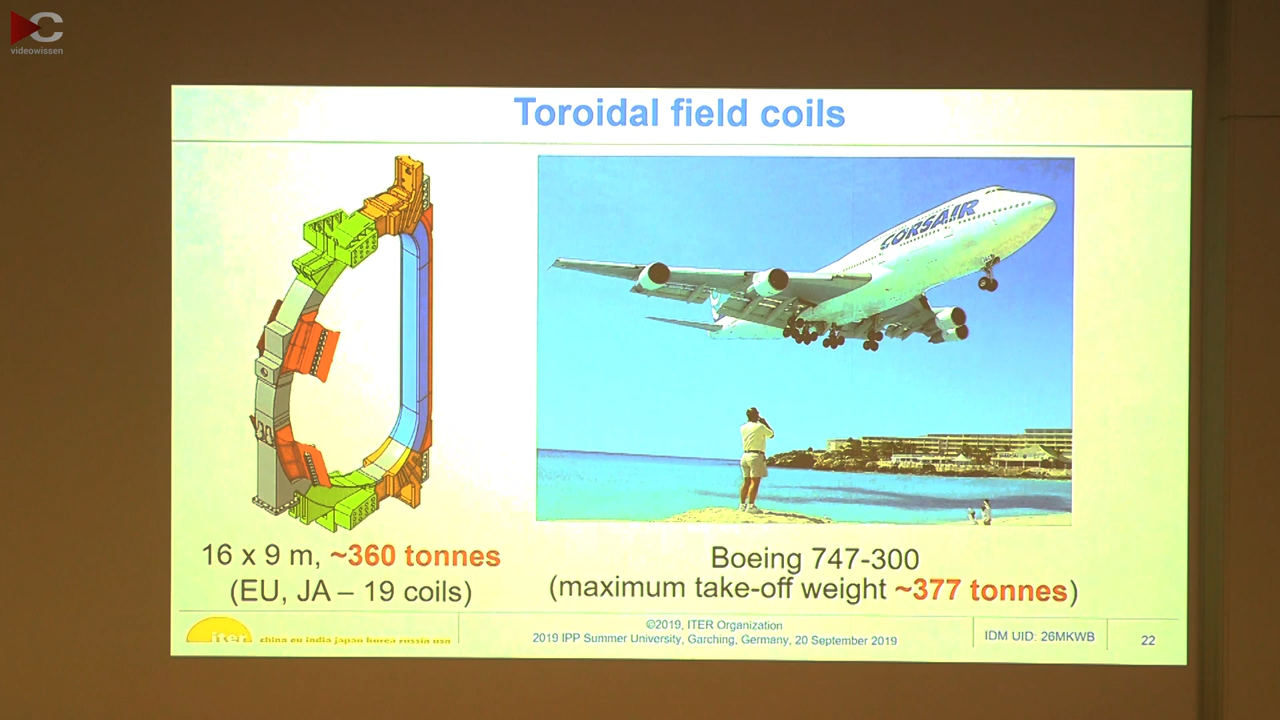 videowissen
Toroidal field coils
CORSAIR
16 x 9 m, ~360 tonnes
(EU, JA – 19 coils)
Boeing 747-300
(maximum take-off weight ~377 tonnes)
iter
china eu india japan korea russia usa
©2019, ITER Organization
2019 IPP Summer University, Garching, Germany, 20 September 2019
IDM UID: 26MKWB
22